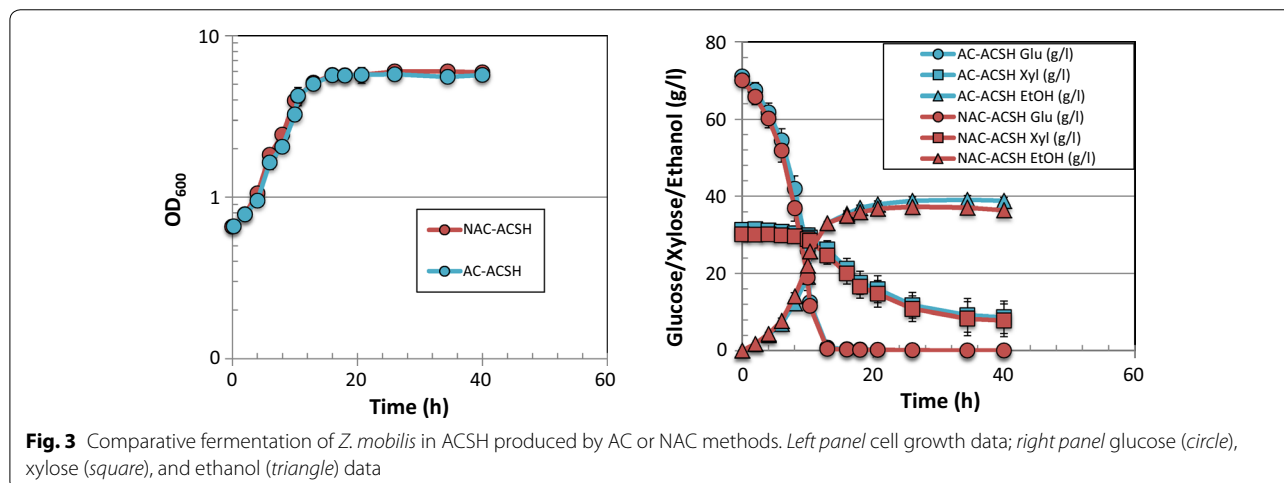 10
1
0
OD600
0 20 40 60
Time (h)
NAC-ACSH
AC-ACSH
80
60
40
20
0
Glucose/Xylose/Ethanol (g/l)
0 20 40 60
Time (h)
AC-ACSH Glu (g/l)
AC-ACSH Xyl (g/l)
AC-ACSH EtOH (g/l)
NAC-ACSH Glu (g/l)
NAC-ACSH Xyl (g/l)
NAC-ACSH EtOH (g/l)
Fig. 3 Comparative fermentation of Z. mobilis in ACSH produced by AC or NAC methods. Left panel cell growth data; right panel glucose (circle),
xylose (square), and ethanol (triangle) data